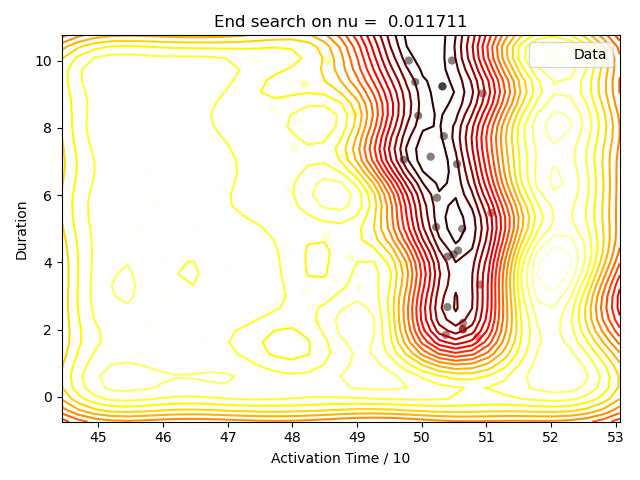 End search on nu =  0.011711
Data
Duration
10
8
6
4
2
0
45 46 47 48 49 50 51 52 53
Activation Time / 10